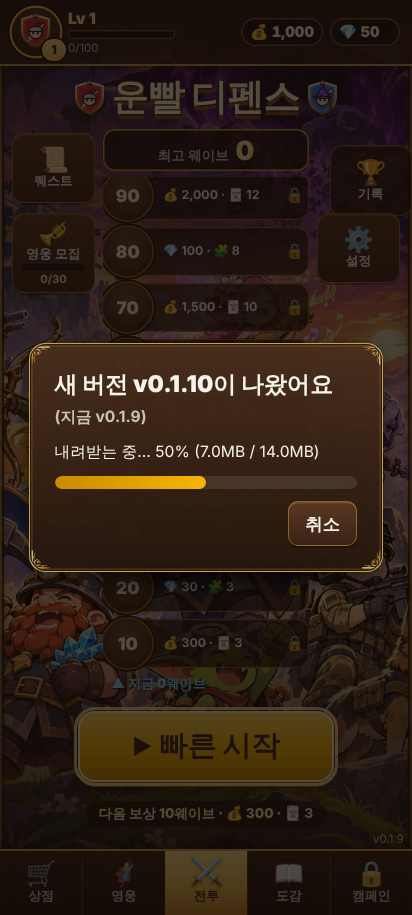 Lv 1
1
0/100
1,000
50
운빨 디펜스
퀘스트
최고 웨이브 0
기록
90
2,000 · 12
영웅 모집
0/30
80
100 · 8
설정
70
1,500 · 10
새 버전 v0.1.10이 나왔어요
(지금 v0.1.9)
내려받는 중... 50% (7.0MB / 14.0MB)
취소
20
30 · 3
10
300 · 3
▲ 지금 0웨이브
▶ 빠른 시작
다음 보상 10웨이브 · 300 · 3
v0.1.9
상점
영웅
전투
도감
캠페인